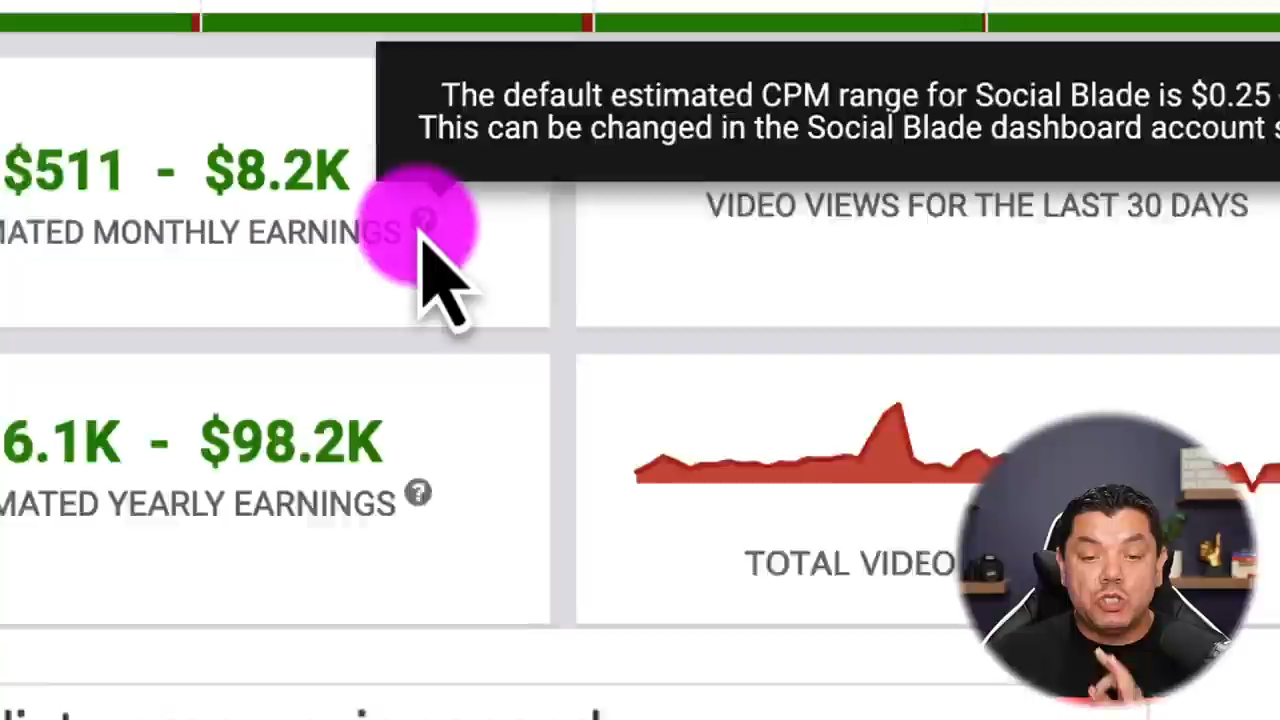 The default estimated CPM range for Social Blade is $0.25
This can be changed in the Social Blade dashboard account
$511 - $8.2K
MATED MONTHLY EARNINGS
VIDEO VIEWS FOR THE LAST 30 DAYS
6.1K - $98.2K
MATED YEARLY EARNINGS ?
TOTAL VIDEO